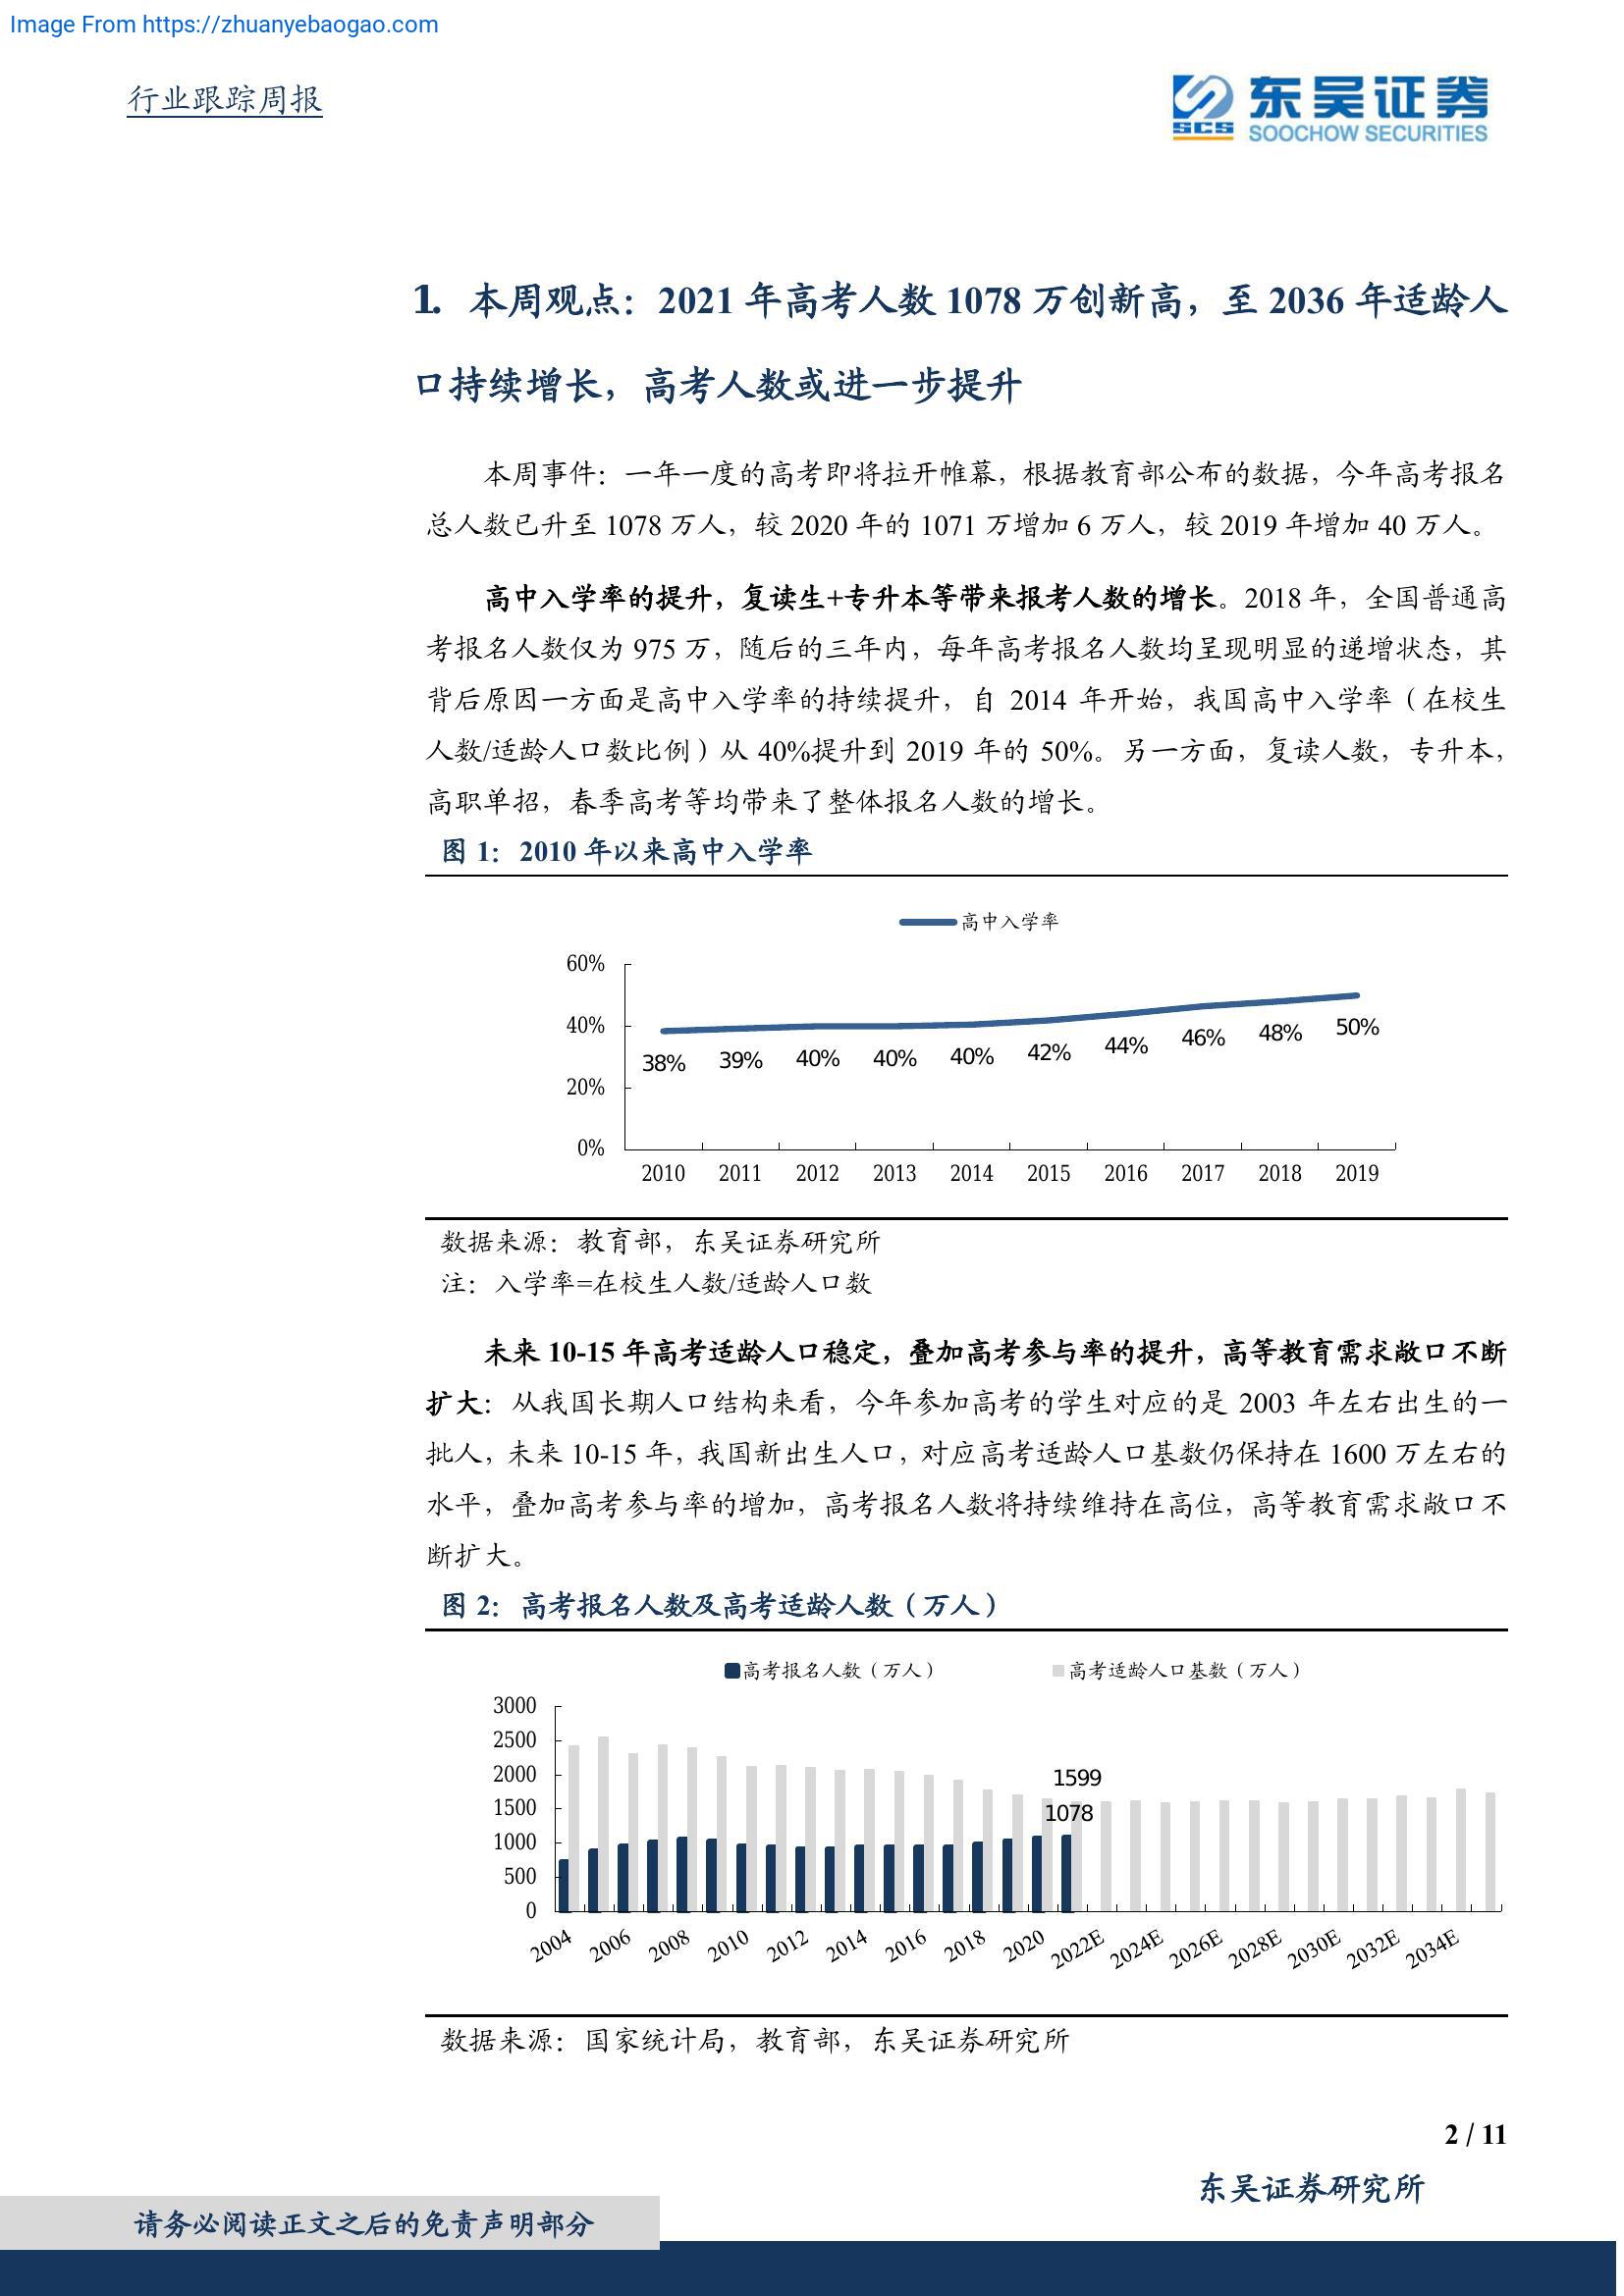 Image From https://zhuanyebaogao.com
行业跟踪周报
SCS
东吴证券
SOOCHOW SECURITIES
1. 本周观点：2021 年高考人数 1078 万创新高，至 2036 年适龄人
口持续增长，高考人数或进一步提升
本周事件：一年一度的高考即将拉开帷幕，根据教育部公布的数据，今年高考报名
总人数已升至 1078 万人，较 2020 年的 1071 万增加 6 万人，较 2019 年增加 40 万人。
高中入学率的提升，复读生+专升本等带来报考人数的增长。2018 年，全国普通高
考报名人数仅为 975 万，随后的三年内，每年高考报名人数均呈现明显的递增状态，其
背后原因一方面是高中入学率的持续提升，自 2014 年开始，我国高中入学率（在校生
人数/适龄人口数比例）从 40%提升到 2019 年的 50%。另一方面，复读人数，专升本，
高职单招，春季高考等均带来了整体报名人数的增长。
图 1：2010 年以来高中入学率
高中入学率
60%
40%
20%
0%
38% 39% 40% 40% 40% 42% 44% 46% 48% 50%
2010 2011 2012 2013 2014 2015 2016 2017 2018 2019
数据来源：教育部，东吴证券研究所
注：入学率=在校生人数/适龄人口数
未来 10-15 年高考适龄人口稳定，叠加高考参与率的提升，高等教育需求敞口不断
扩大：从我国长期人口结构来看，今年参加高考的学生对应的是 2003 年左右出生的一
批人，未来 10-15 年，我国新出生人口，对应高考适龄人口基数仍保持在 1600 万左右的
水平，叠加高考参与率的增加，高考报名人数将持续维持在高位，高等教育需求敞口不
断扩大。
图 2：高考报名人数及高考适龄人数（万人）
高考报名人数（万人） 高考适龄人口基数（万人）
3000
2500
2000
1500
1000
500
0
1599
1078
2004 2006 2008 2010 2012 2014 2016 2018 2020 2022E 2024E 2026E 2028E 2030E 2032E 2034E
数据来源：国家统计局，教育部，东吴证券研究所
2 / 11
东吴证券研究所
请务必阅读正文之后的免责声明部分